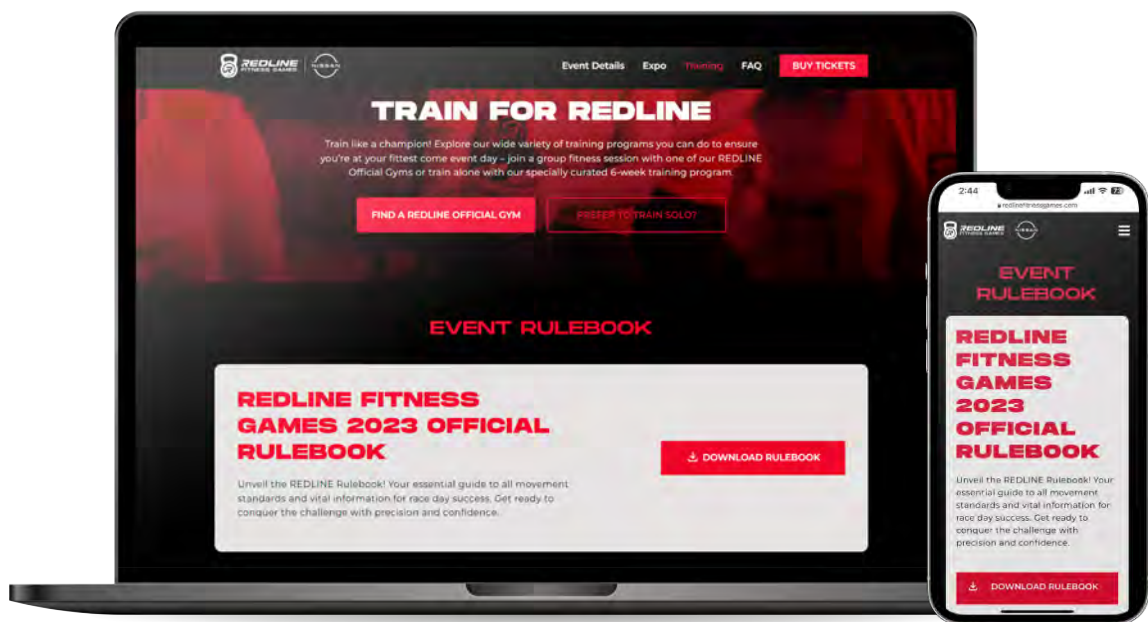 REDLINE
FITNESS GAMES
NISSAN
Event Details Expo Training FAQ BUY TICKETS
TRAIN FOR REDLINE
Train like a champion! Explore our wide variety of training programs you can do to ensure
you're at your fittest come event day – join a group fitness session with one of our REDLINE
Official Gyms or train alone with our specially curated 6-week training program.
FIND A REDLINE OFFICIAL GYM PREFER TO TRAIN SOLO?
EVENT RULEBOOK
REDLINE FITNESS
GAMES 2023 OFFICIAL
RULEBOOK
Unveil the REDLINE Rulebook! Your essential guide to all movement
standards and vital information for race day success. Get ready to
conquer the challenge with precision and confidence.
DOWNLOAD RULEBOOK
2:44 73
redlinefitnessgames.com
REDLINE
FITNESS GAMES
NISSAN
EVENT
RULEBOOK
REDLINE
FITNESS
GAMES
2023
OFFICIAL
RULEBOOK
Unveil the REDLINE Rulebook! Your
essential guide to all movement
standards and vital information for
race day success. Get ready to
conquer the challenge with
precision and confidence.
DOWNLOAD RULEBOOK